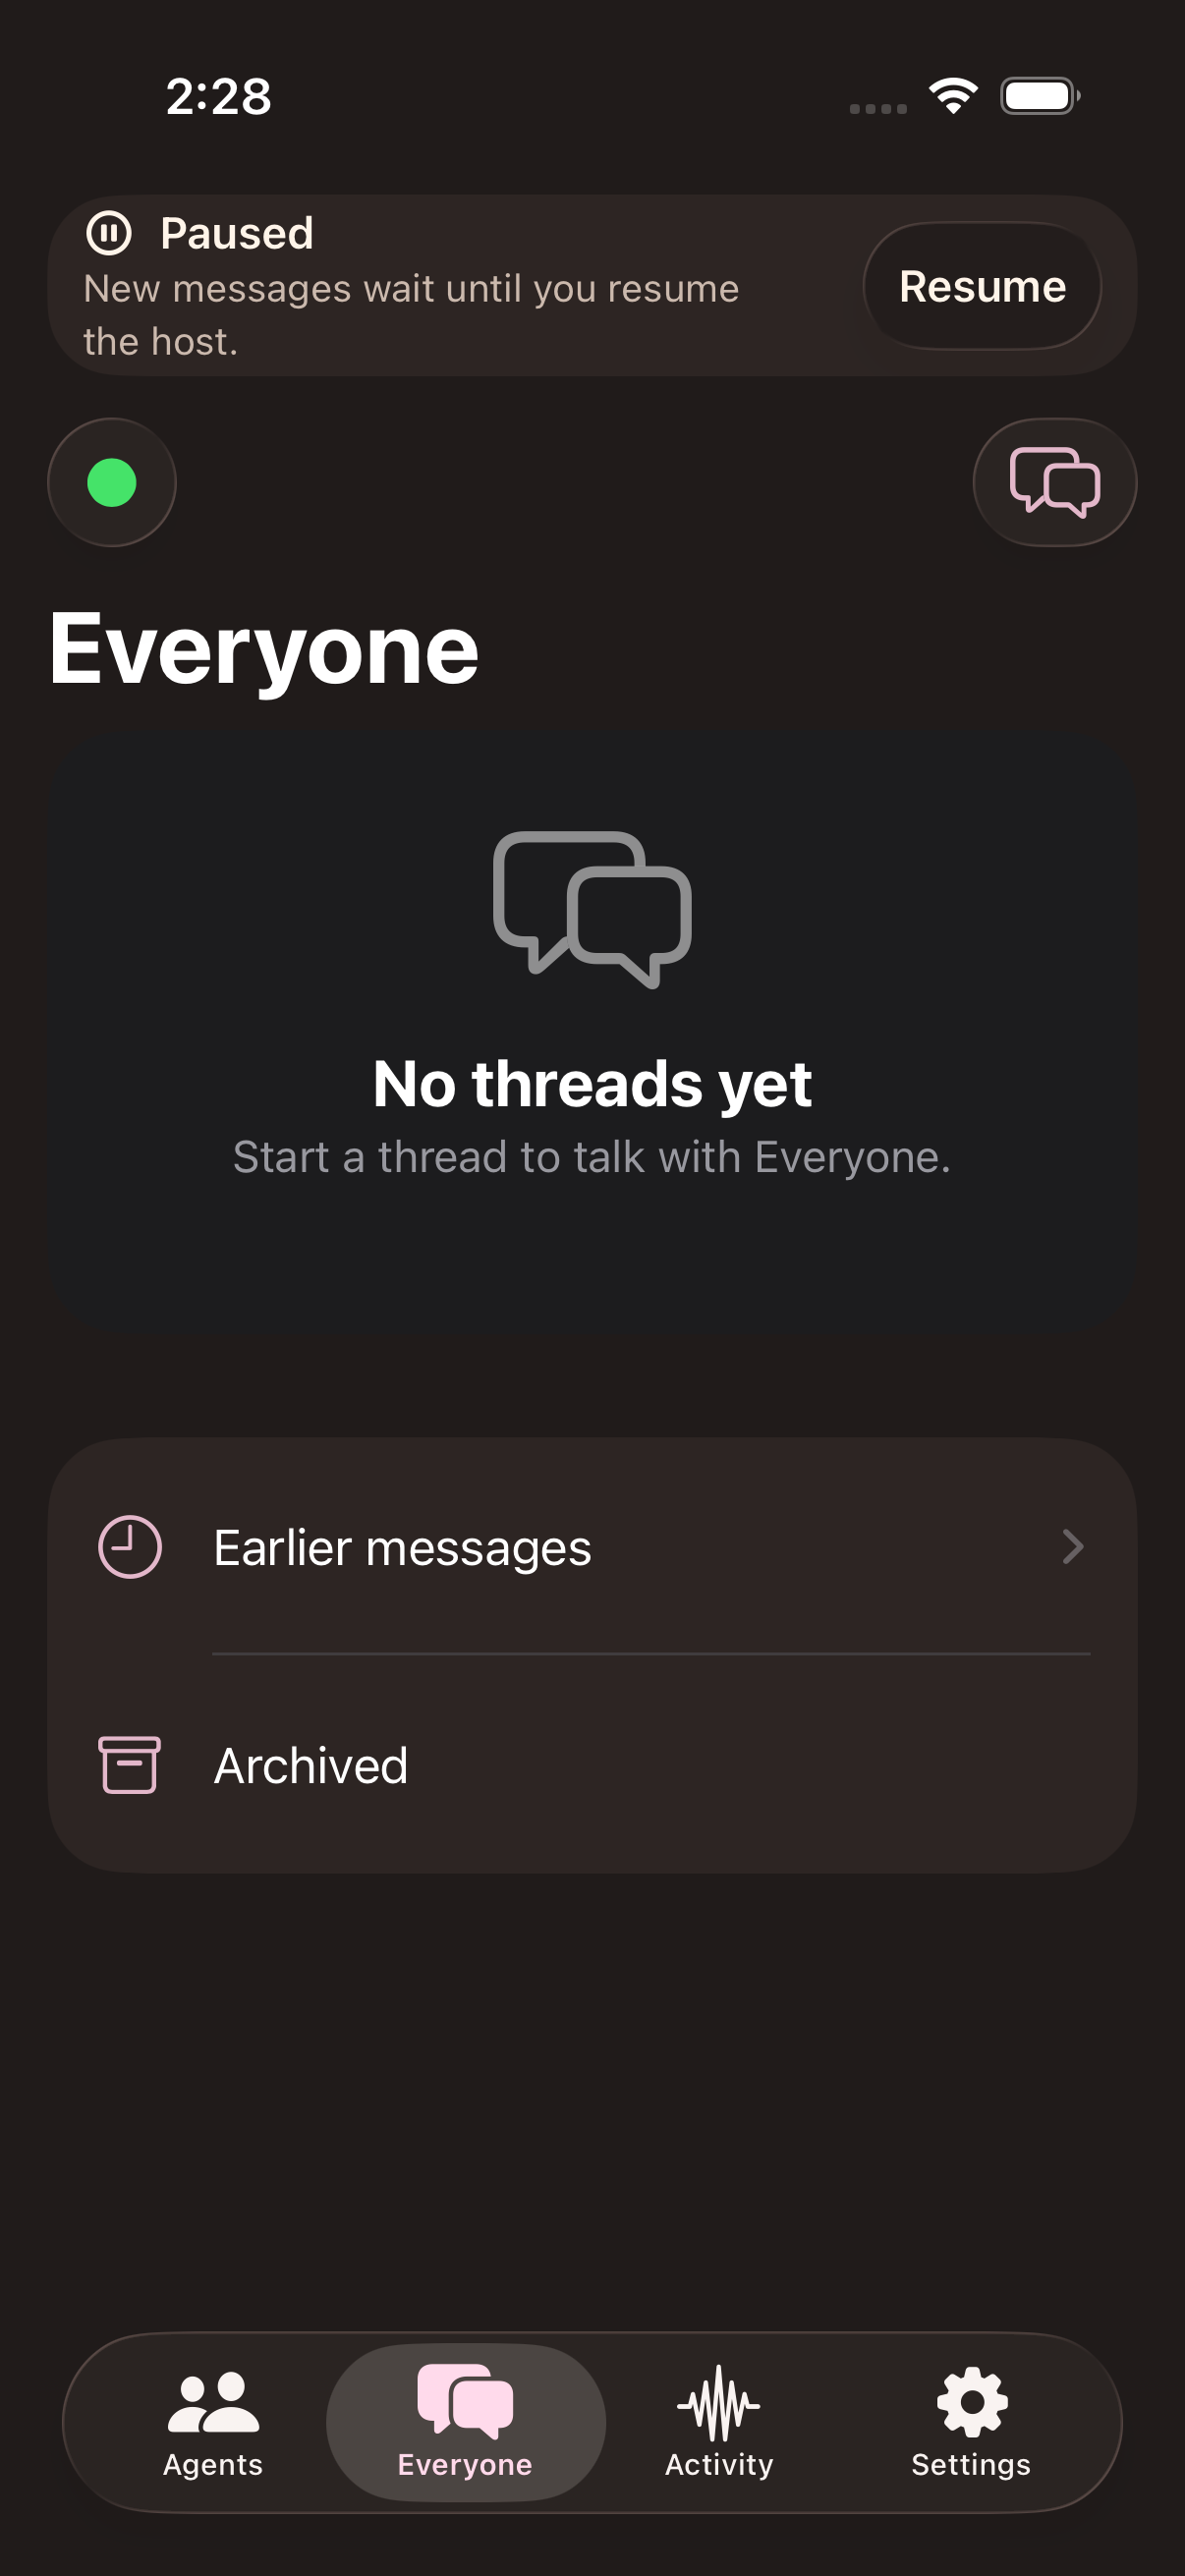 2:28
Paused
New messages wait until you resume
the host.
Resume
Everyone
No threads yet
Start a thread to talk with Everyone.
Earlier messages
Archived
Agents
Everyone
Activity
Settings